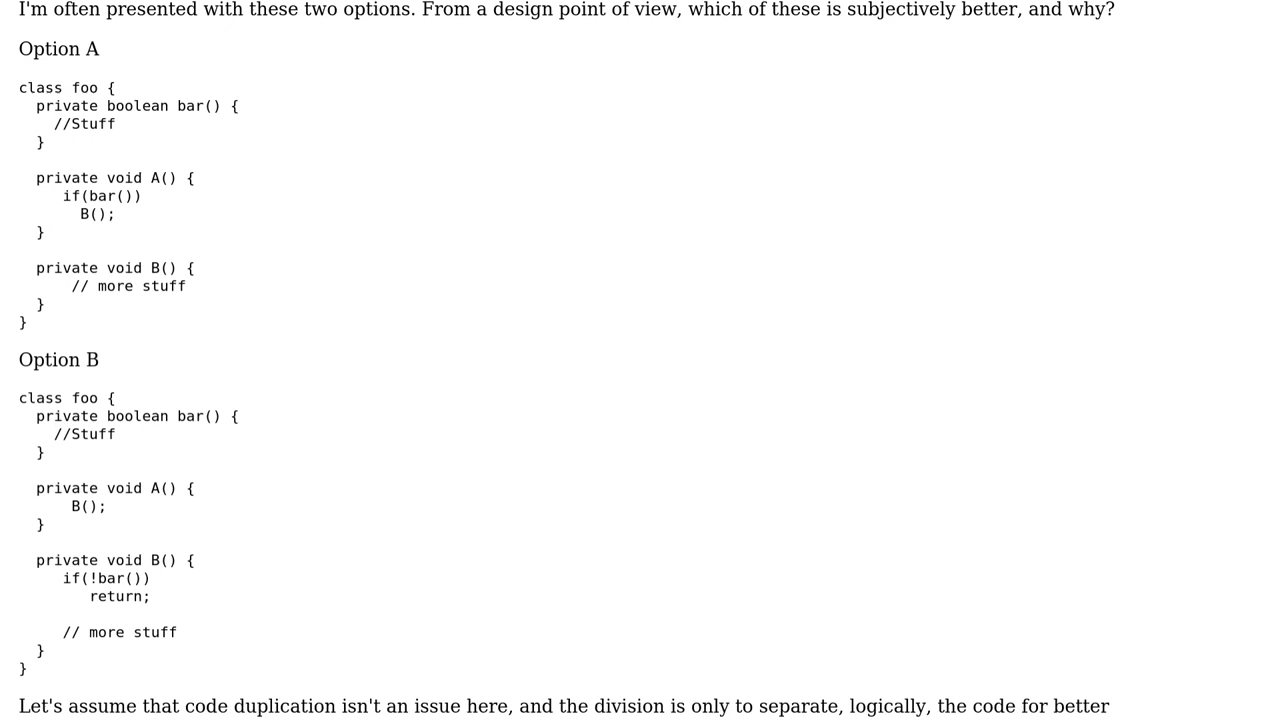 I'm often presented with these two options. From a design point of view, which of these is subjectively better, and why?
Option A
class foo {
  private boolean bar() {
    //Stuff
  }

  private void A() {
     if(bar())
       B();
  }

  private void B() {
      // more stuff
  }
}
Option B
class foo {
  private boolean bar() {
    //Stuff
  }

  private void A() {
      B();
  }

  private void B() {
     if(!bar())
        return;

     // more stuff
  }
}
Let's assume that code duplication isn't an issue here, and the division is only to separate, logically, the code for better